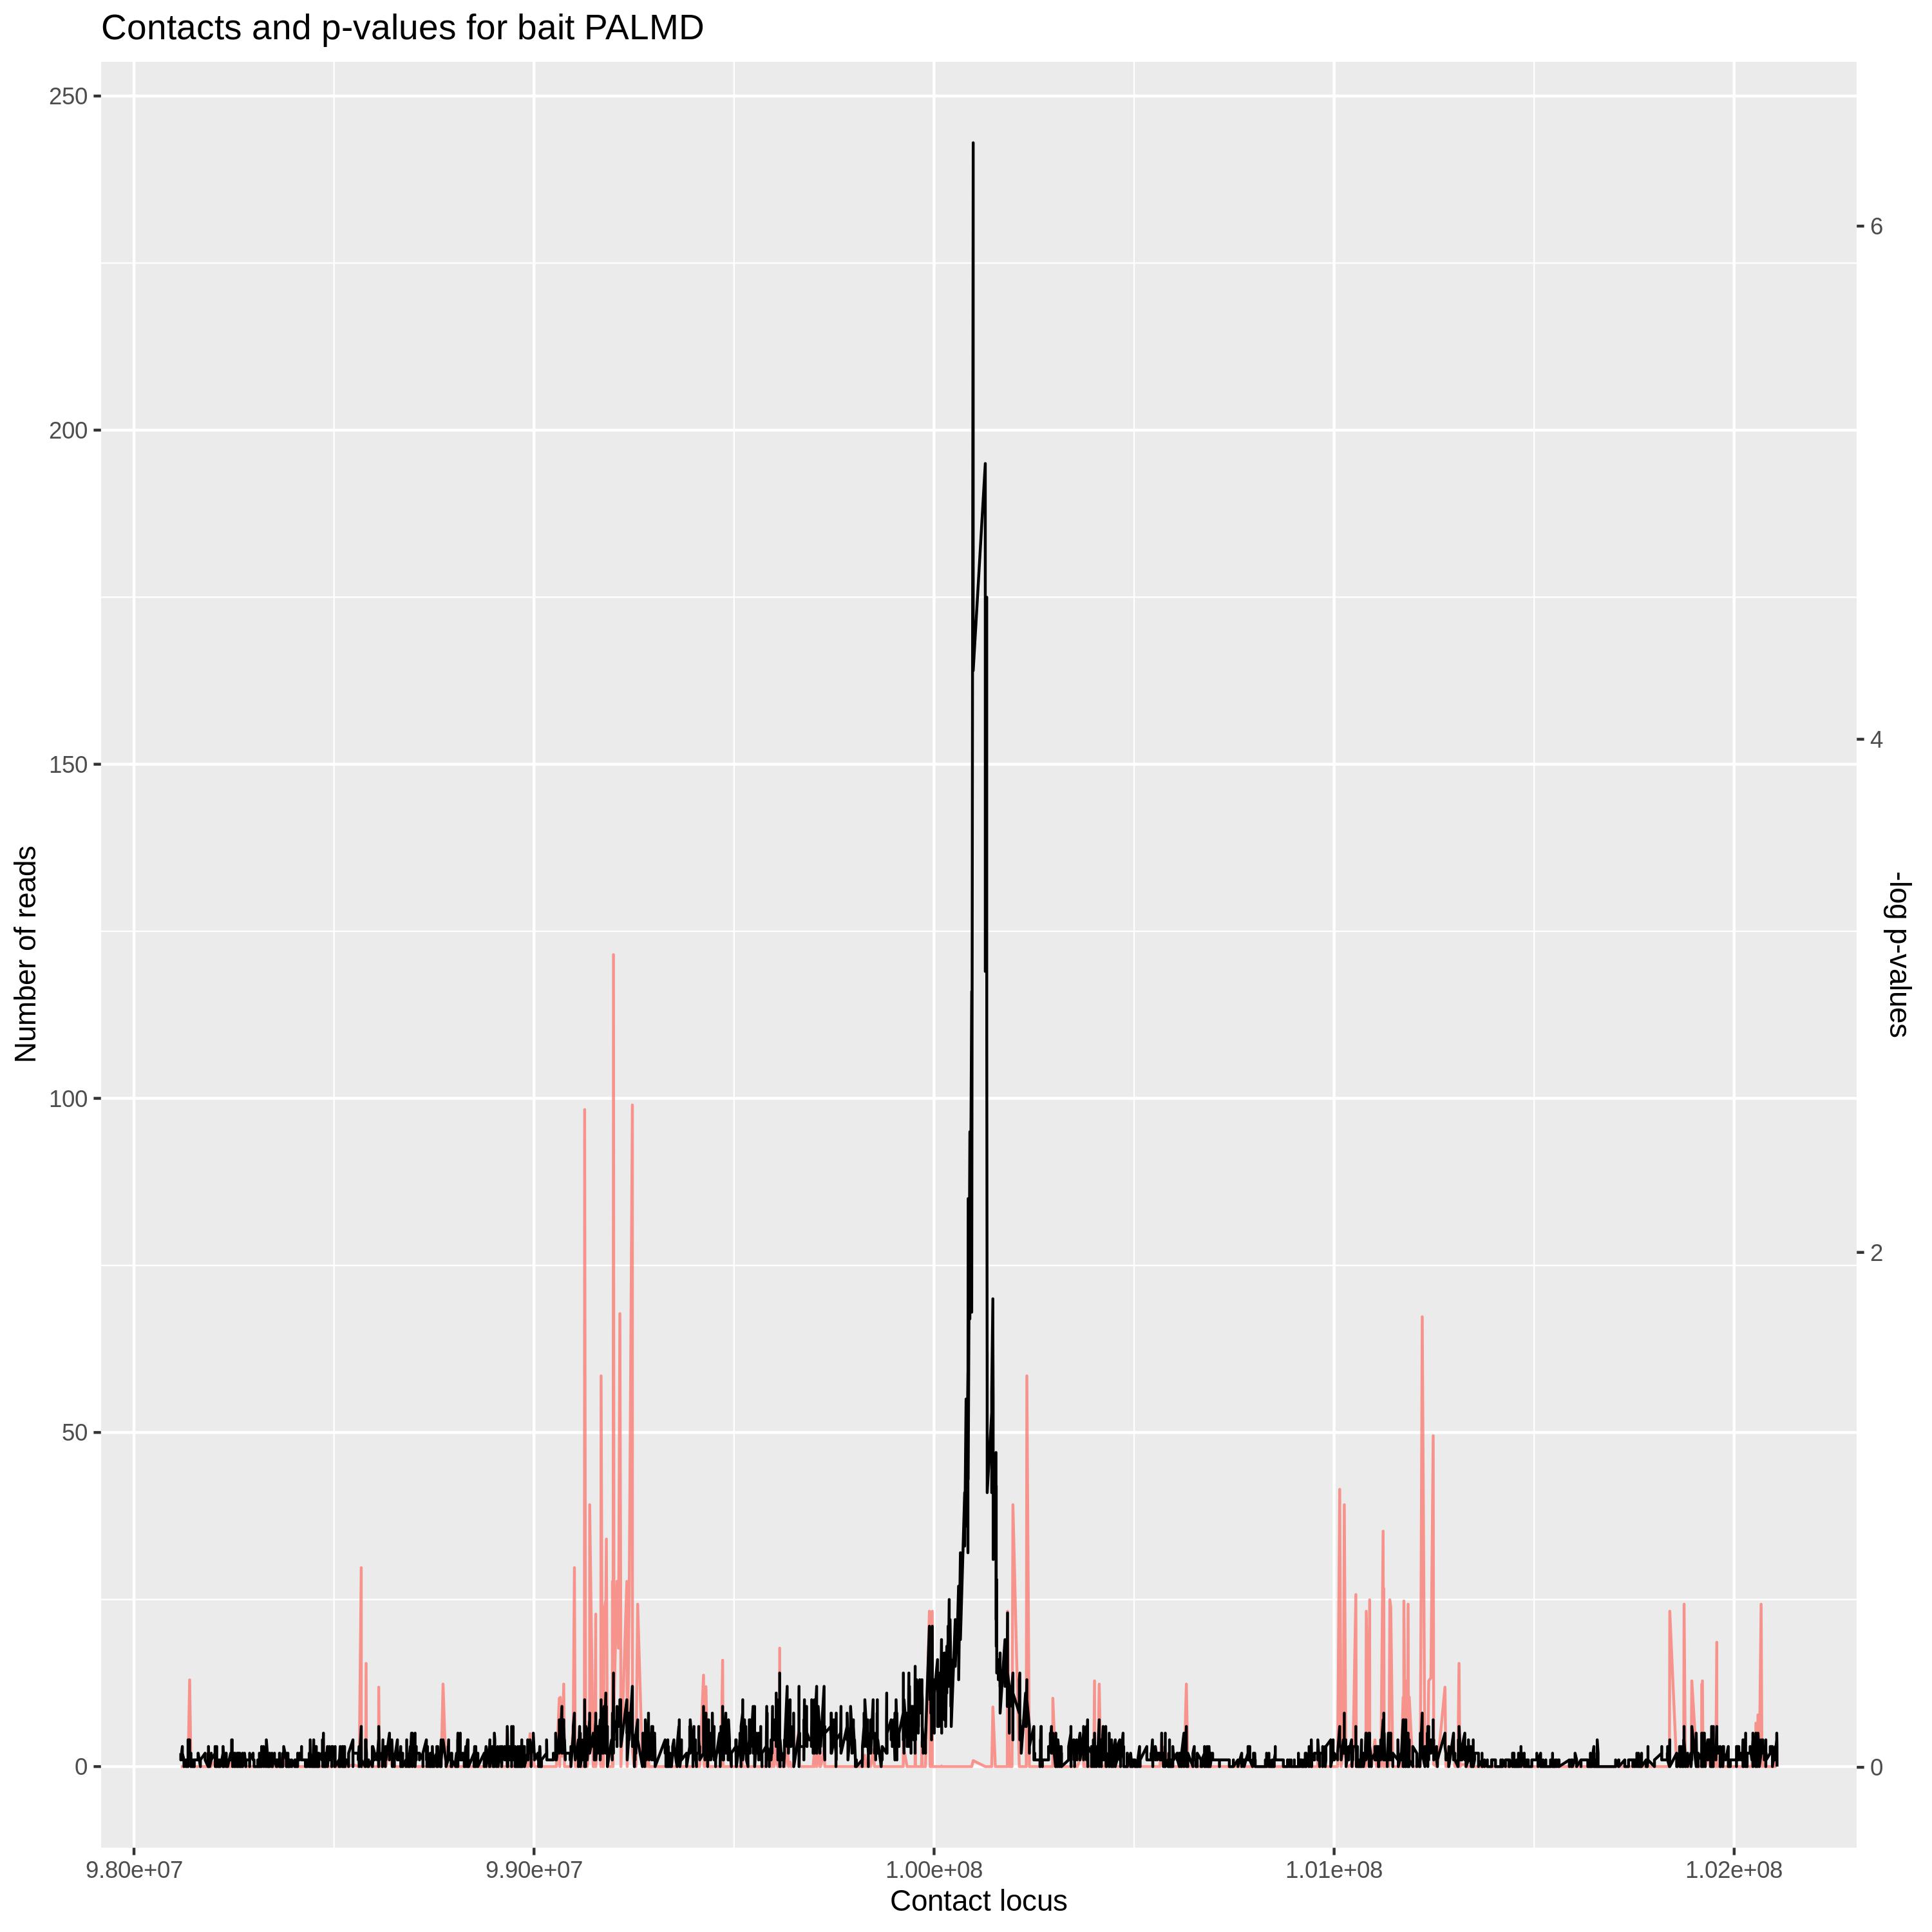 Contacts and p-values for bait PALMD
250
200
150
100
50
0
Number of reads
6
4
2
0
-log p-values
9.80e+07
9.90e+07
1.00e+08
1.01e+08
1.02e+08
Contact locus